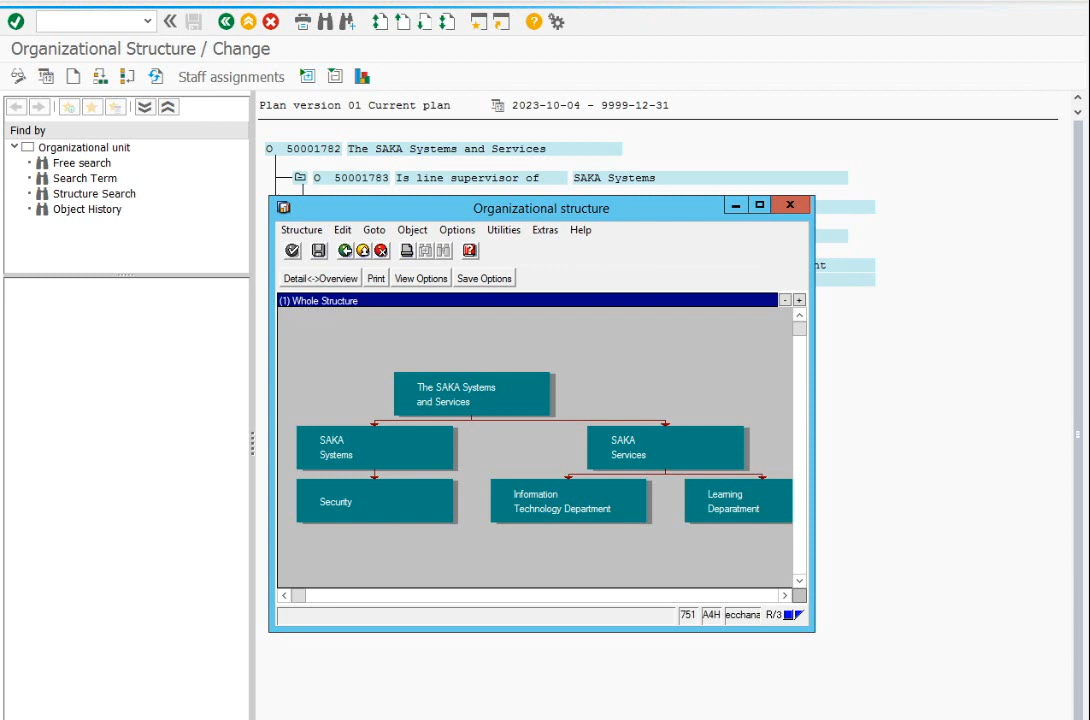 Organizational Structure / Change
Staff assignments
Plan version 01 Current plan 2023-10-04 - 9999-12-31
Find by
Organizational unit
Free search
Search Term
Structure Search
Object History
O 50001782 The SAKA Systems and Services
O 50001783 Is line supervisor of SAKA Systems
nt
Organizational structure
Structure Edit Goto Object Options Utilities Extras Help
Detail<->Overview Print View Options Save Options
(1) Whole Structure - +
The SAKA Systems
and Services
SAKA
Systems
SAKA
Services
Security
Information
Technology Department
Learning
Deparatment
751 A4H ecchana R/3